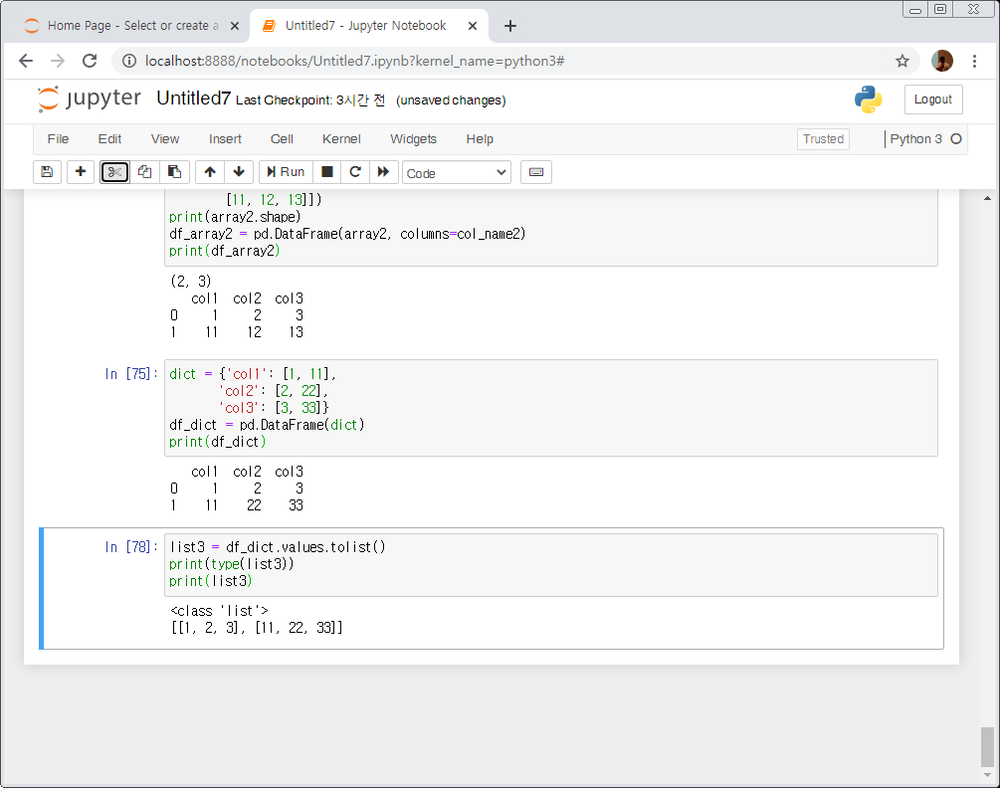 Home Page - Select or create a
Untitled7 - Jupyter Notebook
localhost:8888/notebooks/Untitled7.ipynb?kernel_name=python3#
jupyter Untitled7 Last Checkpoint: 3시간 전 (unsaved changes)
Logout
File Edit View Insert Cell Kernel Widgets Help
Trusted Python 3
Run Code
[11, 12, 13]])
print(array2.shape)
df_array2 = pd.DataFrame(array2, columns=col_name2)
print(df_array2)
(2, 3)
col1 col2 col3
0 1 2 3
1 11 12 13
In [75]: dict = {'col1': [1, 11],
'col2': [2, 22],
'col3': [3, 33]}
df_dict = pd.DataFrame(dict)
print(df_dict)
col1 col2 col3
0 1 2 3
1 11 22 33
In [78]: list3 = df_dict.values.tolist()
print(type(list3))
print(list3)
<class 'list'>
[[1, 2, 3], [11, 22, 33]]